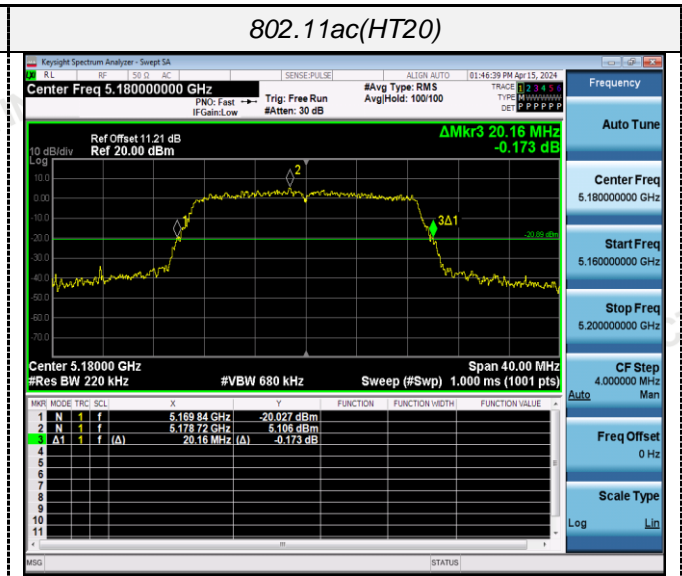 802.11ac(HT20)
Keysight Spectrum Analyzer - Swept SA
RL RF 50 Ω AC SENSE:PULSE ALIGN AUTO 01:46:39 PM Apr 15, 2024
Center Freq 5.180000000 GHz #Avg Type: RMS TRACE 1 2 3 4 5 6
PNO: Fast Trig: Free Run Avg|Hold: 100/100 TYPE M WWWWW
IFGain:Low #Atten: 30 dB DET P P P P P P
Ref Offset 11.21 dB ΔMkr3 20.16 MHz
10 dB/div Ref 20.00 dBm -0.173 dB
Log
10.0
0.00
-10.0
-20.0
-30.0
-40.0
-50.0
-60.0
-70.0
2
1
3Δ1
-20.89 dBm
Center 5.18000 GHz Span 40.00 MHz
#Res BW 220 kHz #VBW 680 kHz Sweep (#Swp) 1.000 ms (1001 pts)
MKR MODE TRC SCL X Y FUNCTION FUNCTION WIDTH FUNCTION VALUE
1 N 1 f 5.169 84 GHz -20.027 dBm
2 N 1 f 5.178 72 GHz 5.106 dBm
3 Δ1 1 f (Δ) 20.16 MHz (Δ) -0.173 dB
4
5
6
7
8
9
10
11
MSG STATUS
Frequency
Auto Tune
Center Freq
5.180000000 GHz
Start Freq
5.160000000 GHz
Stop Freq
5.200000000 GHz
CF Step
4.000000 MHz
Auto Man
Freq Offset
0 Hz
Scale Type
Log Lin